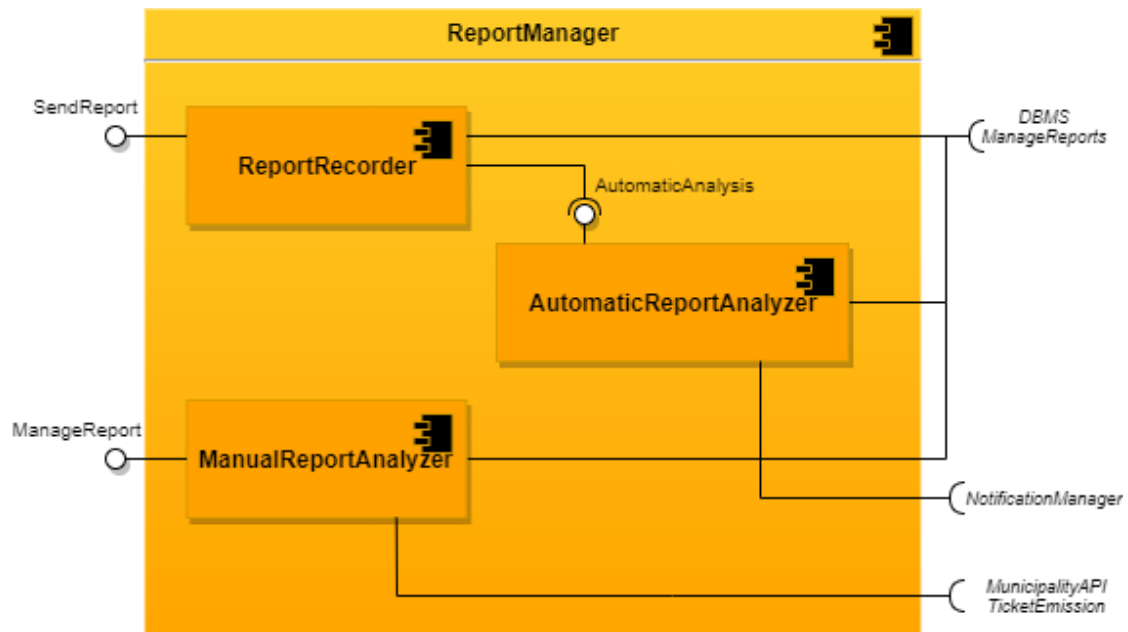 ReportManager
SendReport
DBMS
ManageReports
ReportRecorder
AutomaticAnalysis
AutomaticReportAnalyzer
ManageReport
ManualReportAnalyzer
NotificationManager
MunicipalityAPI
TicketEmission